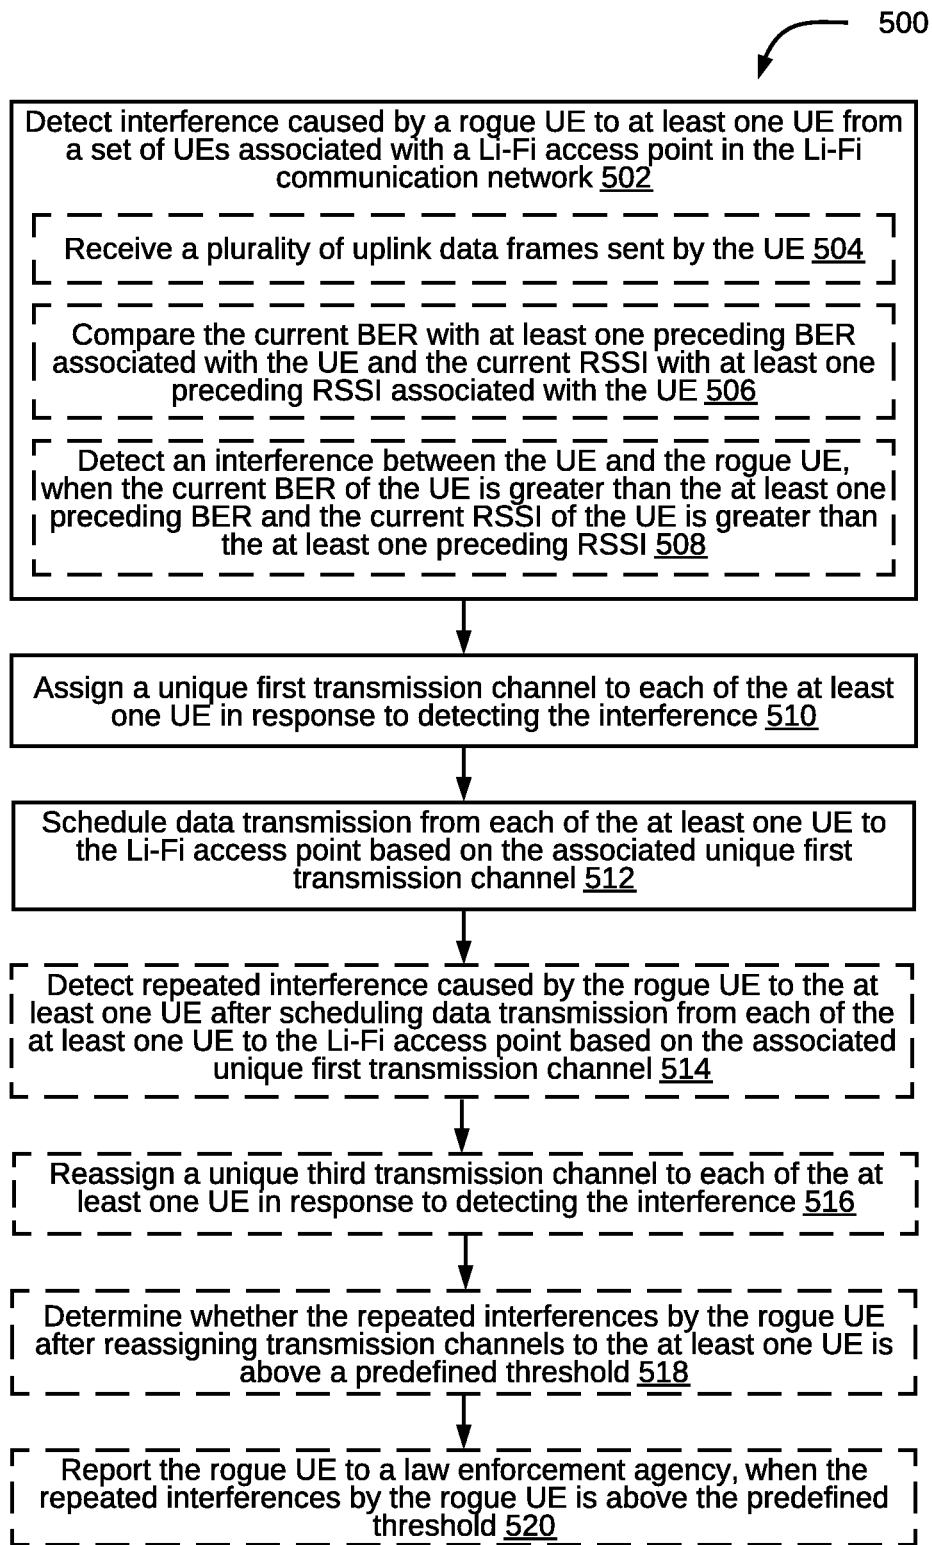 500
Detect interference caused by a rogue UE to at least one UE from
a set of UEs associated with a Li-Fi access point in the Li-Fi
communication network 502
Receive a plurality of uplink data frames sent by the UE 504
Compare the current BER with at least one preceding BER
associated with the UE and the current RSSI with at least one
preceding RSSI associated with the UE 506
Detect an interference between the UE and the rogue UE,
when the current BER of the UE is greater than the at least one
preceding BER and the current RSSI of the UE is greater than
the at least one preceding RSSI 508
Assign a unique first transmission channel to each of the at least
one UE in response to detecting the interference 510
Schedule data transmission from each of the at least one UE to
the Li-Fi access point based on the associated unique first
transmission channel 512
Detect repeated interference caused by the rogue UE to the at
least one UE after scheduling data transmission from each of the
at least one UE to the Li-Fi access point based on the associated
unique first transmission channel 514
Reassign a unique third transmission channel to each of the at
least one UE in response to detecting the interference 516
Determine whether the repeated interferences by the rogue UE
after reassigning transmission channels to the at least one UE is
above a predefined threshold 518
Report the rogue UE to a law enforcement agency, when the
repeated interferences by the rogue UE is above the predefined
threshold 520